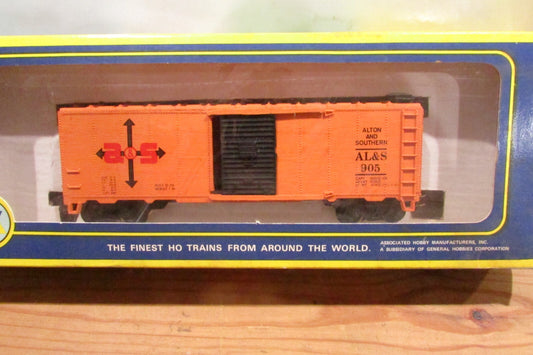 a&s
ALTON
AND
SOUTHERN
AL&S
905
THE FINEST HO TRAINS FROM AROUND THE WORLD.
ASSOCIATED HOBBY MANUFACTURERS, INC.
A SUBSIDIARY OF GENERAL HOBBIES CORPORATION